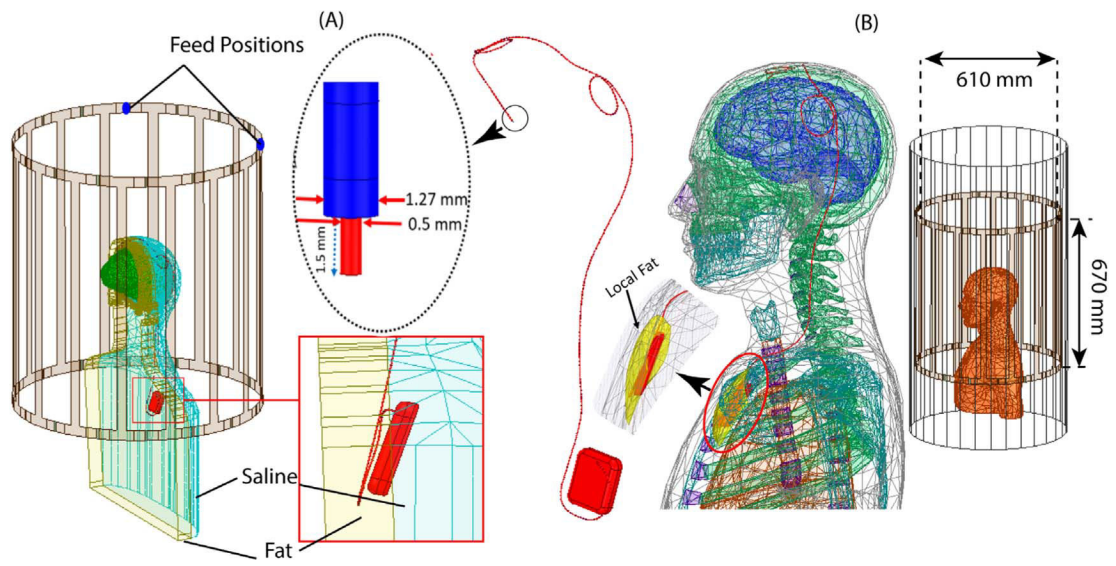 (A)
Feed Positions
1.27 mm
0.5 mm
1.5 mm
Saline
Fat
(B)
610 mm
670 mm
Local Fat